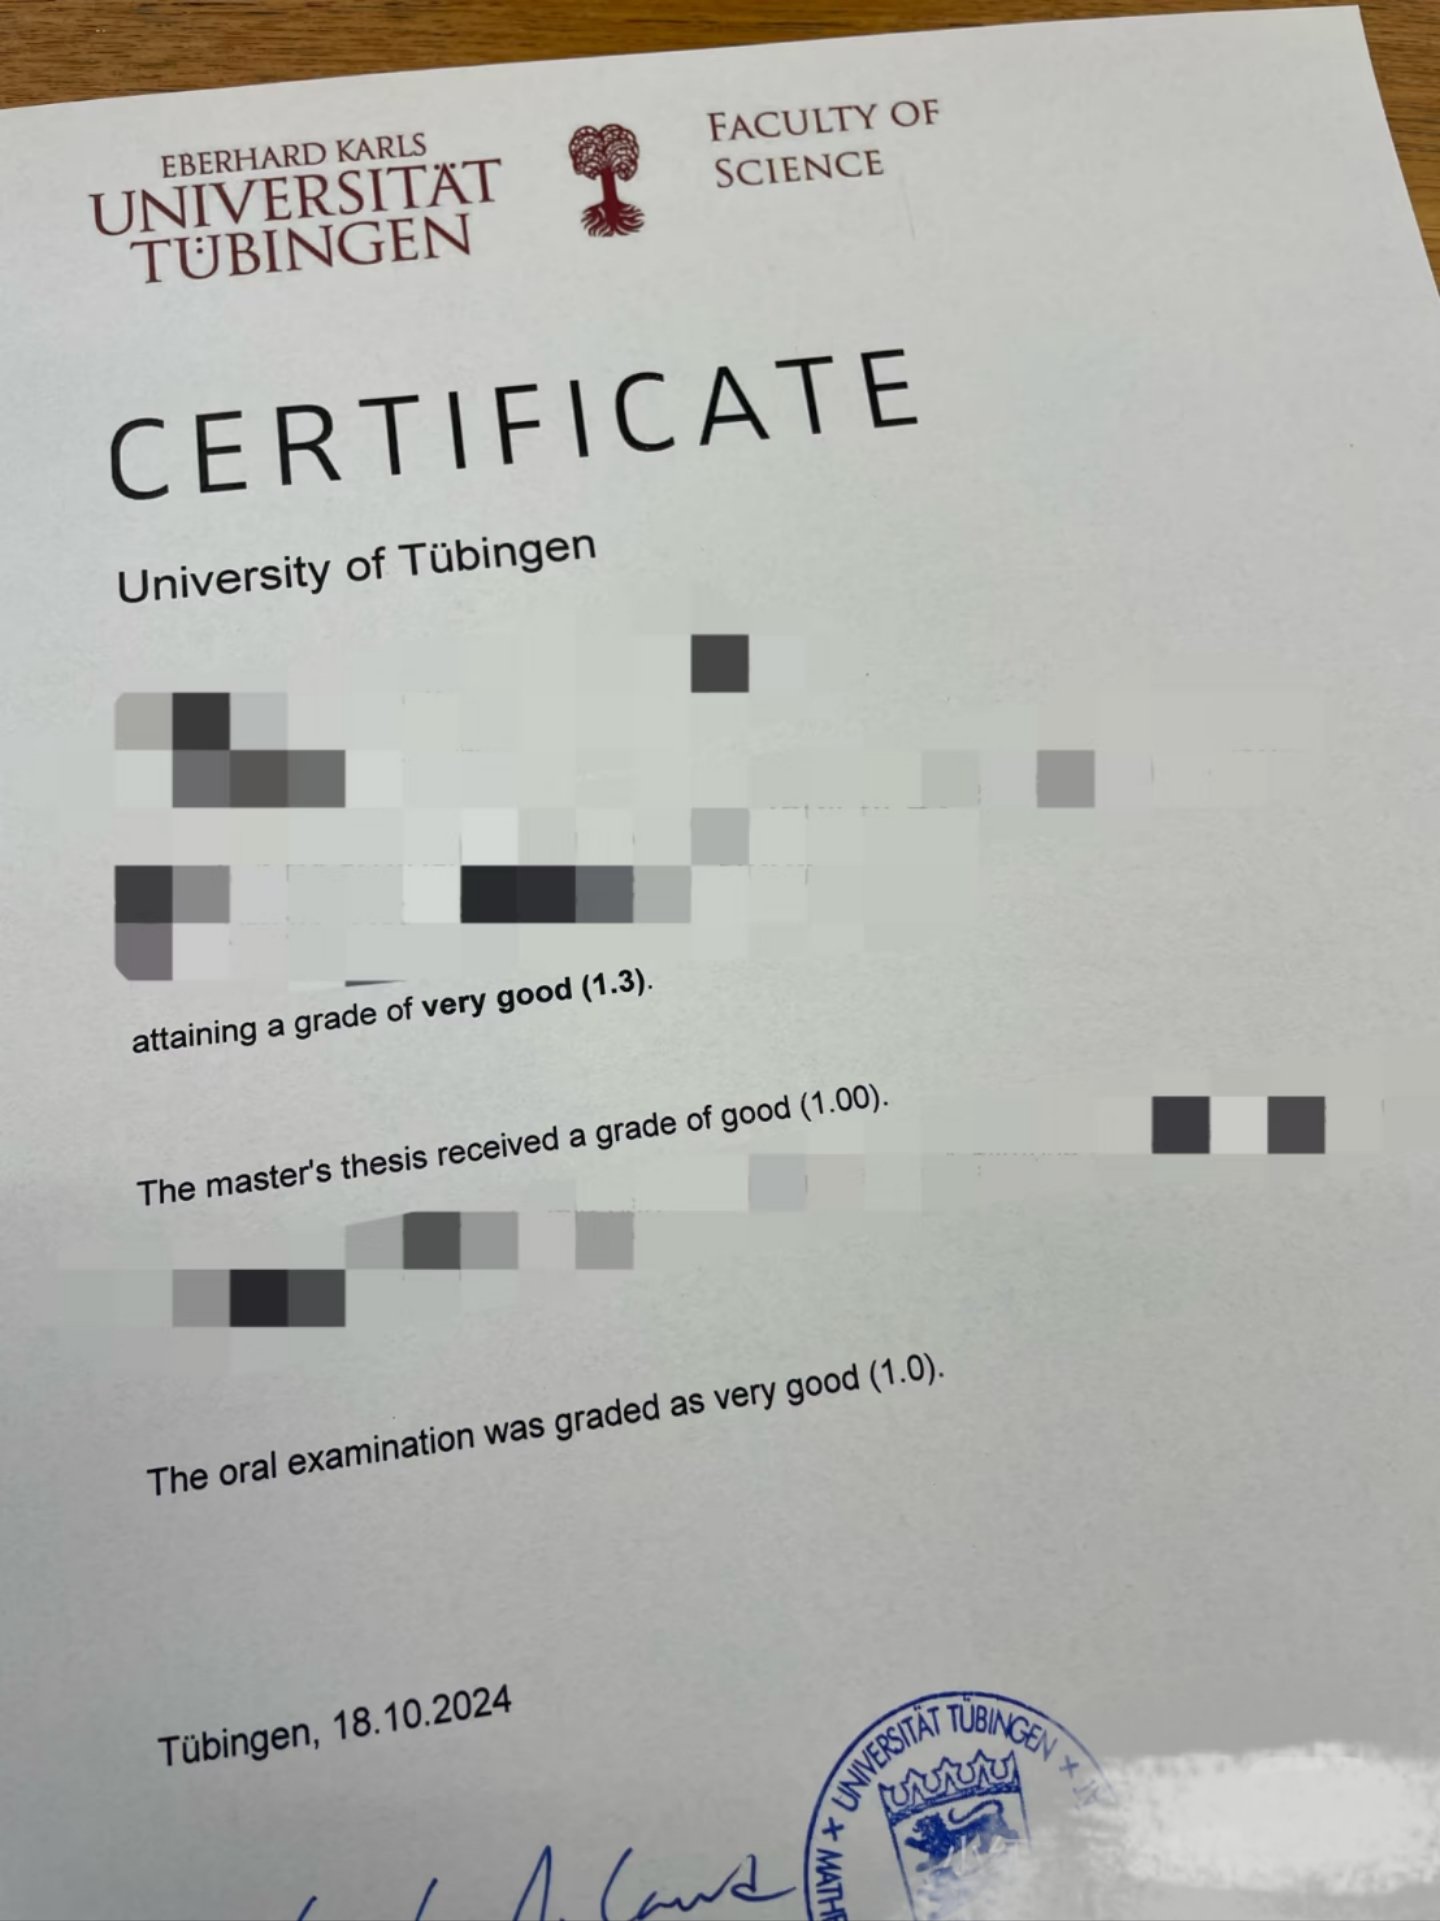 EBERHARD KARLS
UNIVERSITÄT
TÜBINGEN
FACULTY OF
SCIENCE
CERTIFICATE
University of Tübingen
attaining a grade of very good (1.3).
The master's thesis received a grade of good (1.00).
The oral examination was graded as very good (1.0).
Tübingen, 18.10.2024
UNIVERSITÄT TÜBINGEN